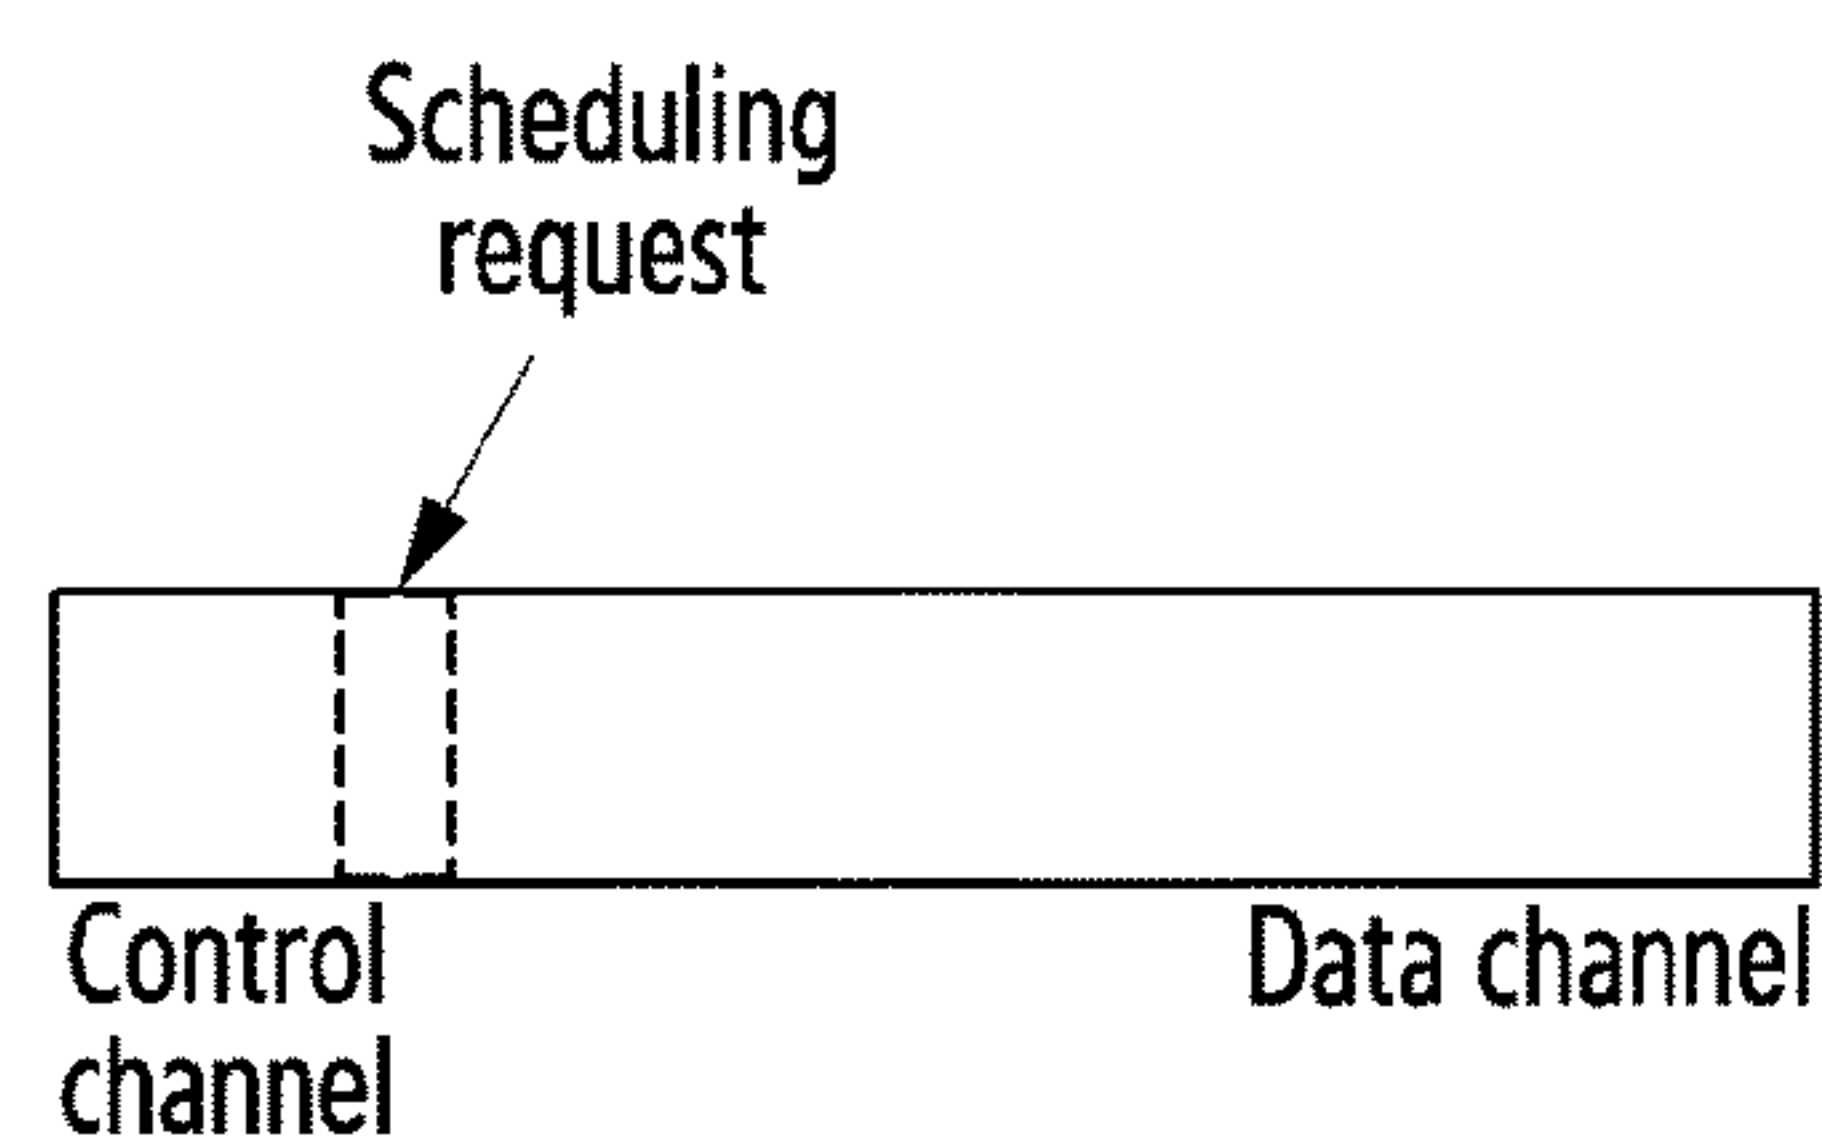 Scheduling
request
Control
channel
Data channel